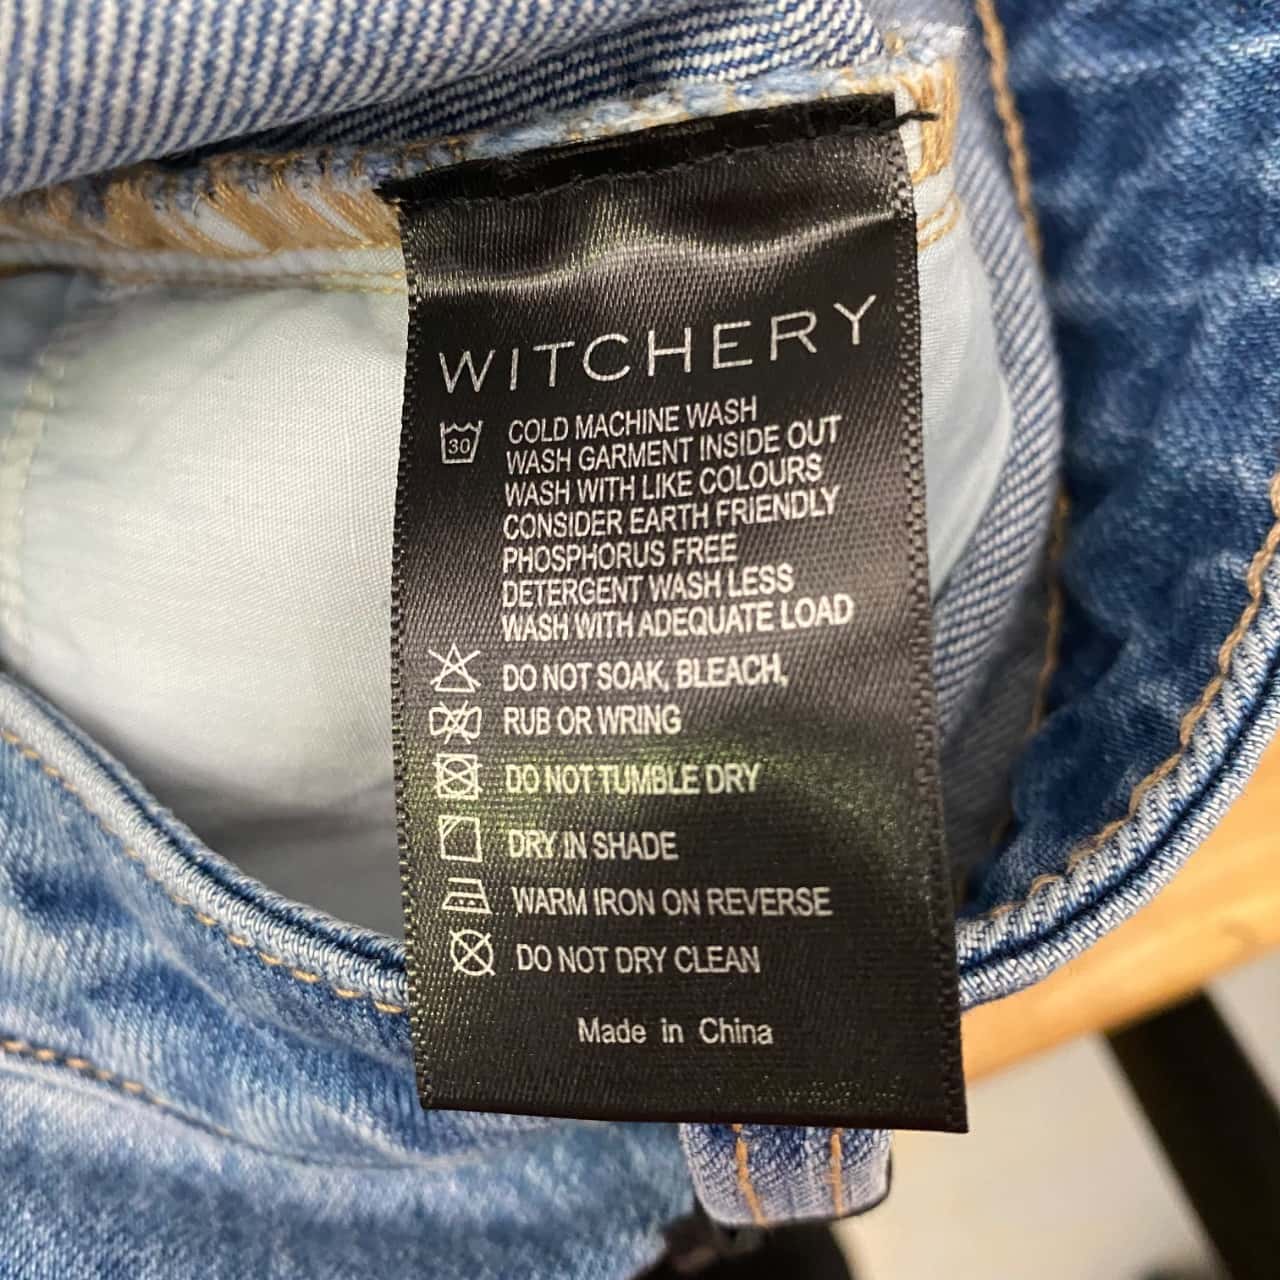 WITCHERY
30
COLD MACHINE WASH
WASH GARMENT INSIDE OUT
WASH WITH LIKE COLOURS
CONSIDER EARTH FRIENDLY
PHOSPHORUS FREE
DETERGENT WASH LESS
WASH WITH ADEQUATE LOAD
DO NOT SOAK, BLEACH,
RUB OR WRING
DO NOT TUMBLE DRY
DRY IN SHADE
WARM IRON ON REVERSE
DO NOT DRY CLEAN
Made in China